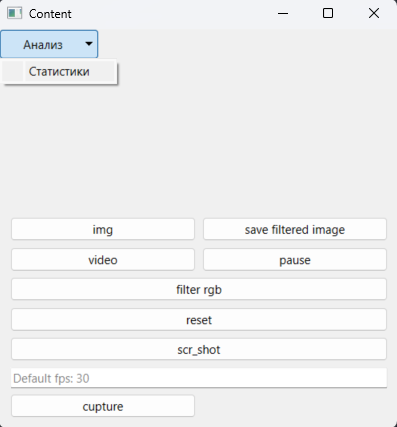 Content
Анализ
Статистики
img save filtered image
video pause
filter rgb
reset
scr_shot
Default fps: 30
cupture